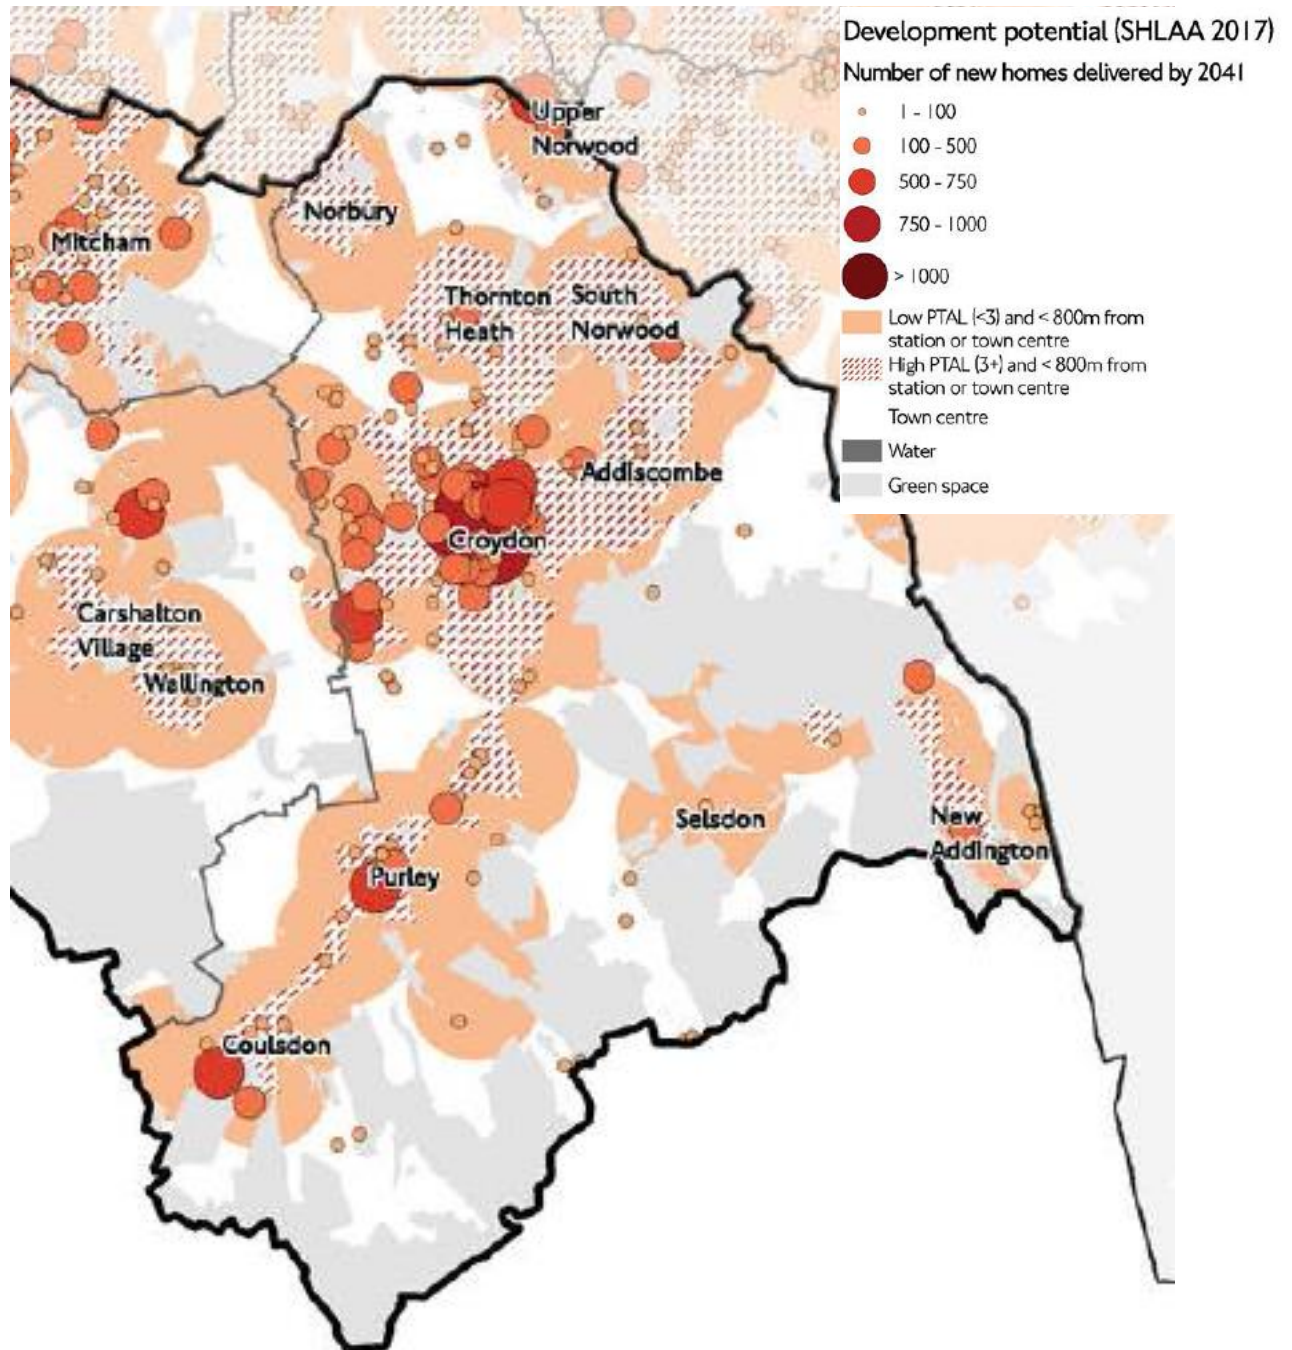 Development potential (SHLAA 2017)
Number of new homes delivered by 2041
1 - 100
100 - 500
500 - 750
750 - 1000
> 1000
Low PTAL (<3) and < 800m from
station or town centre
High PTAL (3+) and < 800m from
station or town centre
Town centre
Water
Green space
Upper
Norwood
Norbury
Mitcham
Thornton
Heath
South
Norwood
Addiscombe
Croydon
Carshalton
Village
Wallington
Selsdon
New
Addington
Purley
Coulsdon